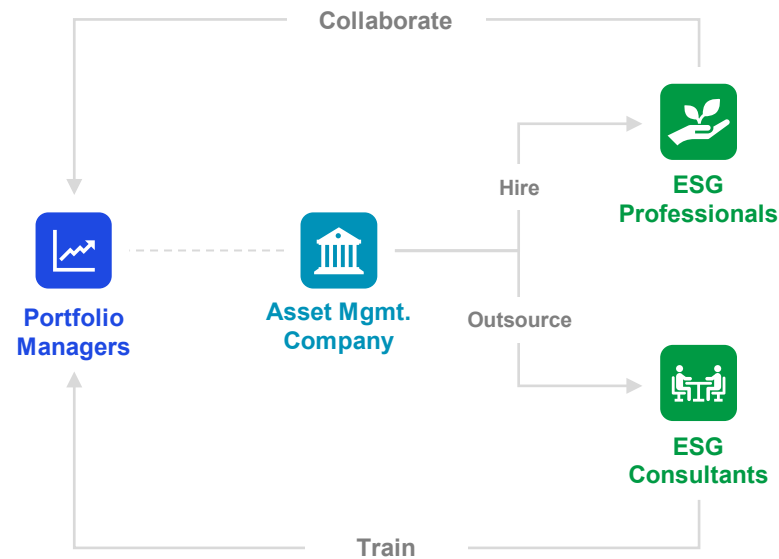 Collaborate
Hire
ESG
Professionals
Portfolio
Managers
Asset Mgmt.
Company
Outsource
ESG
Consultants
Train